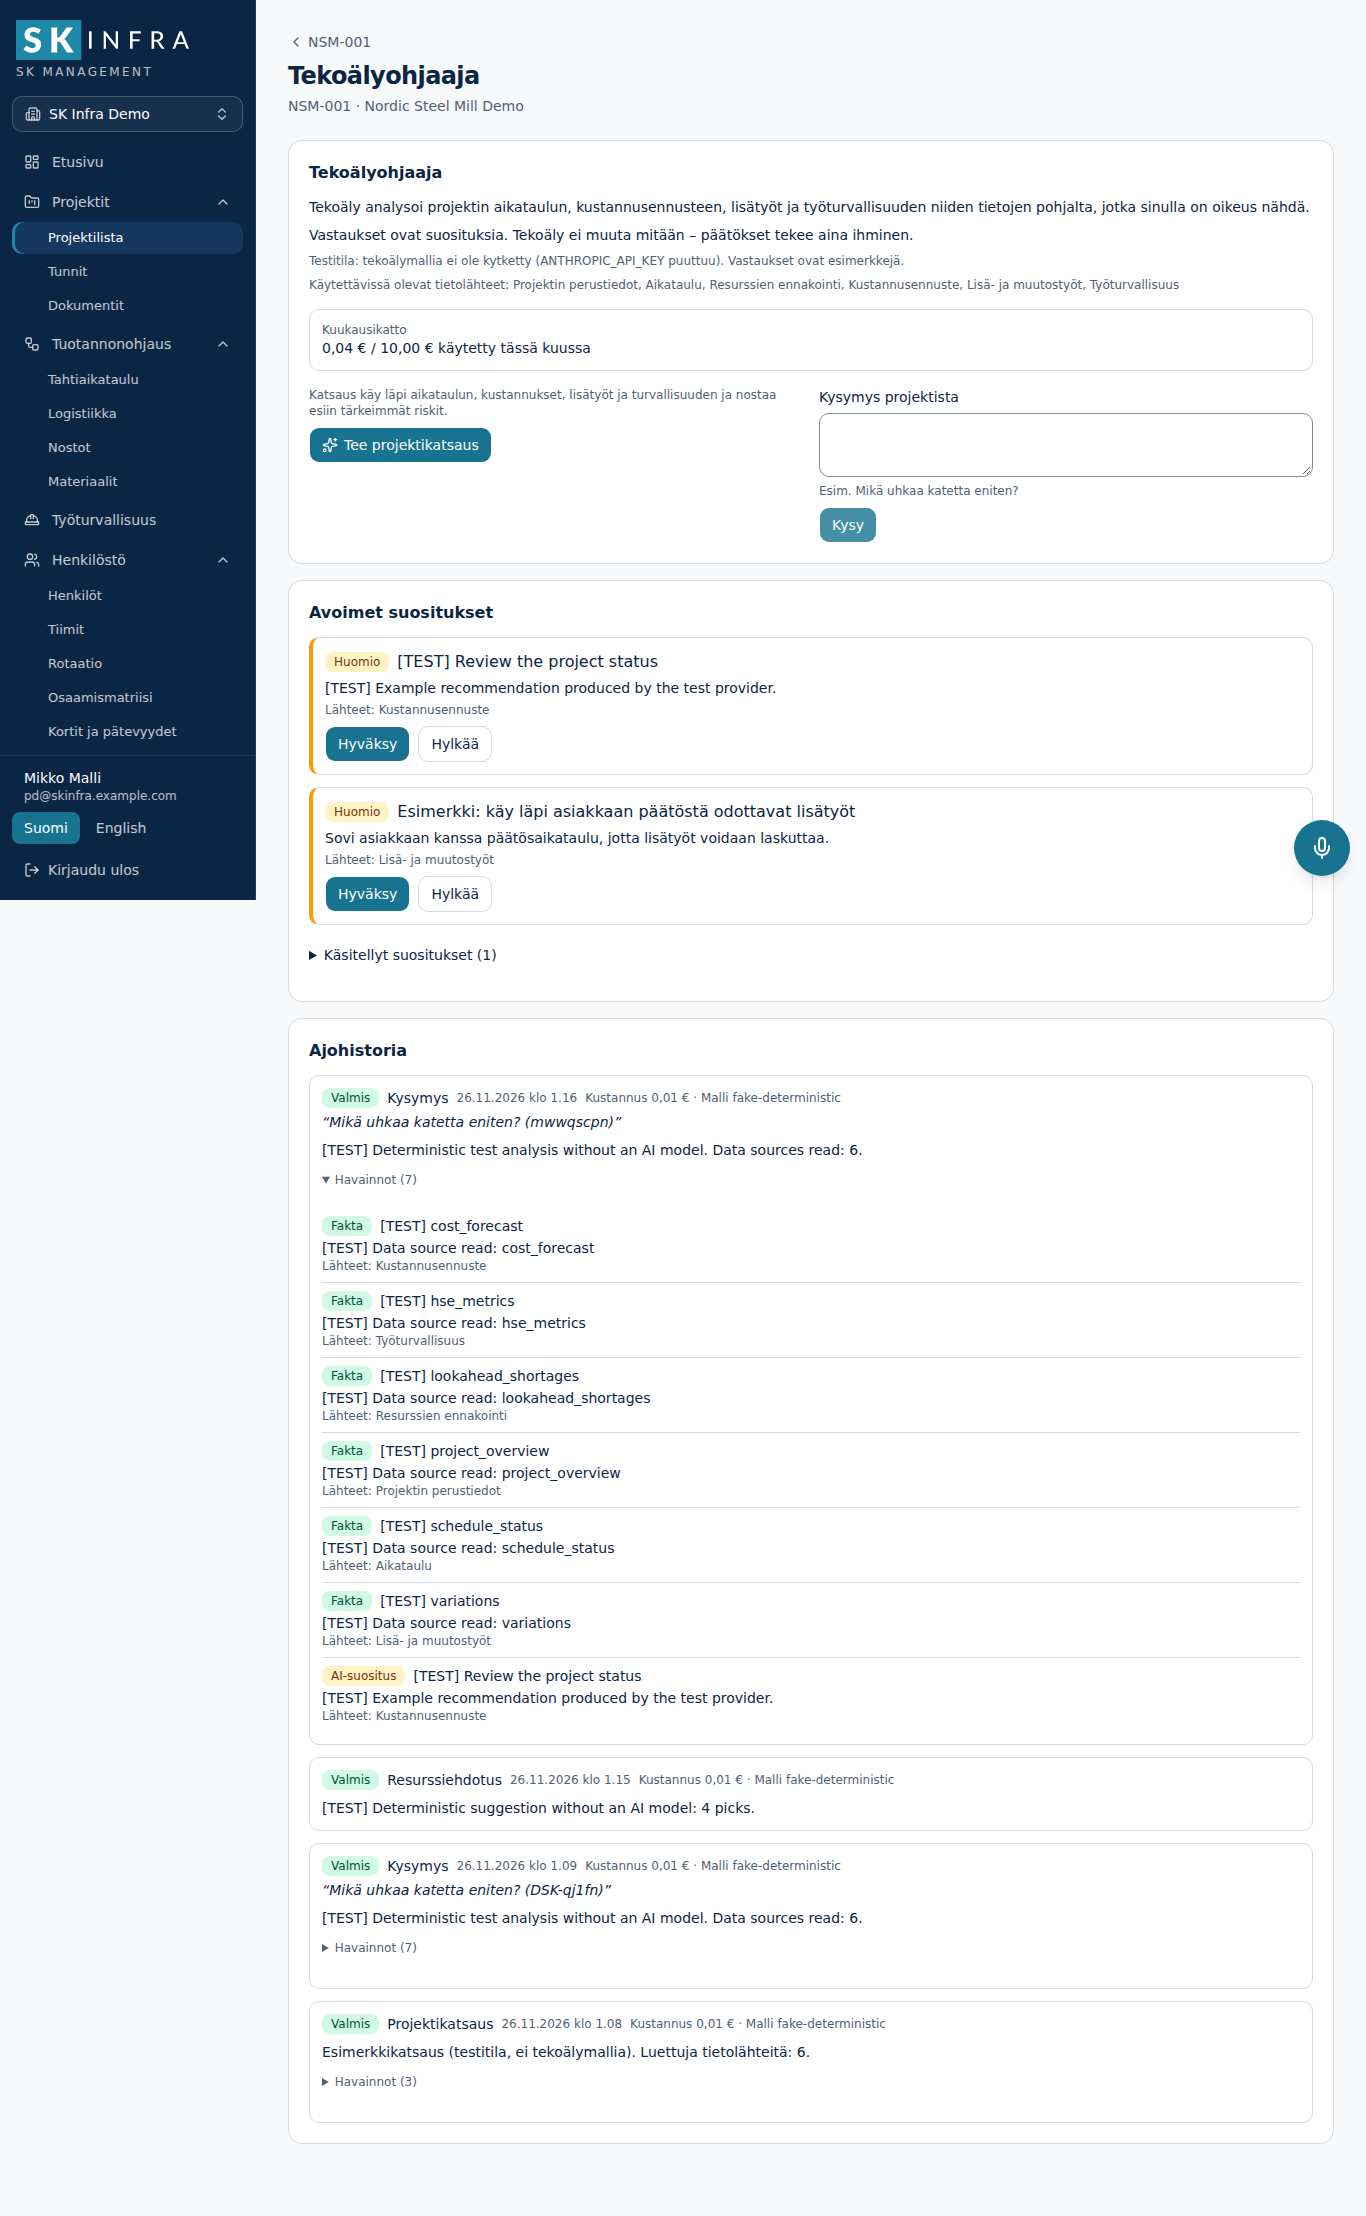 SK INFRA
SK MANAGEMENT
SK Infra Demo
Etusivu
Projektit
Projektilista
Tunnit
Dokumentit
Tuotannonohjaus
Tahtiaikataulu
Logistiikka
Nostot
Materiaalit
Työturvallisuus
Henkilöstö
Henkilöt
Tiimit
Rotaatio
Osaamismatriisi
Kortit ja pätevyydet
Mikko Malli
pd@skinfra.example.com
Suomi English
Kirjaudu ulos
NSM-001
Tekoälyohjaaja
NSM-001 · Nordic Steel Mill Demo
Tekoälyohjaaja
Tekoäly analysoi projektin aikataulun, kustannusennusteen, lisätyöt ja työturvallisuuden niiden tietojen pohjalta, jotka sinulla on oikeus nähdä.
Vastaukset ovat suosituksia. Tekoäly ei muuta mitään – päätökset tekee aina ihminen.
Testitila: tekoälymallia ei ole kytketty (ANTHROPIC_API_KEY puuttuu). Vastaukset ovat esimerkkejä.
Käytettävissä olevat tietolähteet: Projektin perustiedot, Aikataulu, Resurssien ennakointi, Kustannusennuste, Lisä- ja muutostyöt, Työturvallisuus
Kuukausikatto
0,04 € / 10,00 € käytetty tässä kuussa
Katsaus käy läpi aikataulun, kustannukset, lisätyöt ja turvallisuuden ja nostaa
esiin tärkeimmät riskit.
Tee projektikatsaus
Kysymys projektista
Esim. Mikä uhkaa katetta eniten?
Kysy
Avoimet suositukset
Huomio [TEST] Review the project status
[TEST] Example recommendation produced by the test provider.
Lähteet: Kustannusennuste
Hyväksy Hylkää
Huomio Esimerkki: käy läpi asiakkaan päätöstä odottavat lisätyöt
Sovi asiakkaan kanssa päätösaikataulu, jotta lisätyöt voidaan laskuttaa.
Lähteet: Lisä- ja muutostyöt
Hyväksy Hylkää
Käsitellyt suositukset (1)
Ajohistoria
Valmis Kysymys 26.11.2026 klo 1.16 Kustannus 0,01 € · Malli fake-deterministic
“Mikä uhkaa katetta eniten? (mwwqscpn)”
[TEST] Deterministic test analysis without an AI model. Data sources read: 6.
Havainnot (7)
Fakta [TEST] cost_forecast
[TEST] Data source read: cost_forecast
Lähteet: Kustannusennuste
Fakta [TEST] hse_metrics
[TEST] Data source read: hse_metrics
Lähteet: Työturvallisuus
Fakta [TEST] lookahead_shortages
[TEST] Data source read: lookahead_shortages
Lähteet: Resurssien ennakointi
Fakta [TEST] project_overview
[TEST] Data source read: project_overview
Lähteet: Projektin perustiedot
Fakta [TEST] schedule_status
[TEST] Data source read: schedule_status
Lähteet: Aikataulu
Fakta [TEST] variations
[TEST] Data source read: variations
Lähteet: Lisä- ja muutostyöt
AI-suositus [TEST] Review the project status
[TEST] Example recommendation produced by the test provider.
Lähteet: Kustannusennuste
Valmis Resurssiehdotus 26.11.2026 klo 1.15 Kustannus 0,01 € · Malli fake-deterministic
[TEST] Deterministic suggestion without an AI model: 4 picks.
Valmis Kysymys 26.11.2026 klo 1.09 Kustannus 0,01 € · Malli fake-deterministic
“Mikä uhkaa katetta eniten? (DSK-qj1fn)”
[TEST] Deterministic test analysis without an AI model. Data sources read: 6.
Havainnot (7)
Valmis Projektikatsaus 26.11.2026 klo 1.08 Kustannus 0,01 € · Malli fake-deterministic
Esimerkkikatsaus (testitila, ei tekoälymallia). Luettuja tietolähteitä: 6.
Havainnot (3)